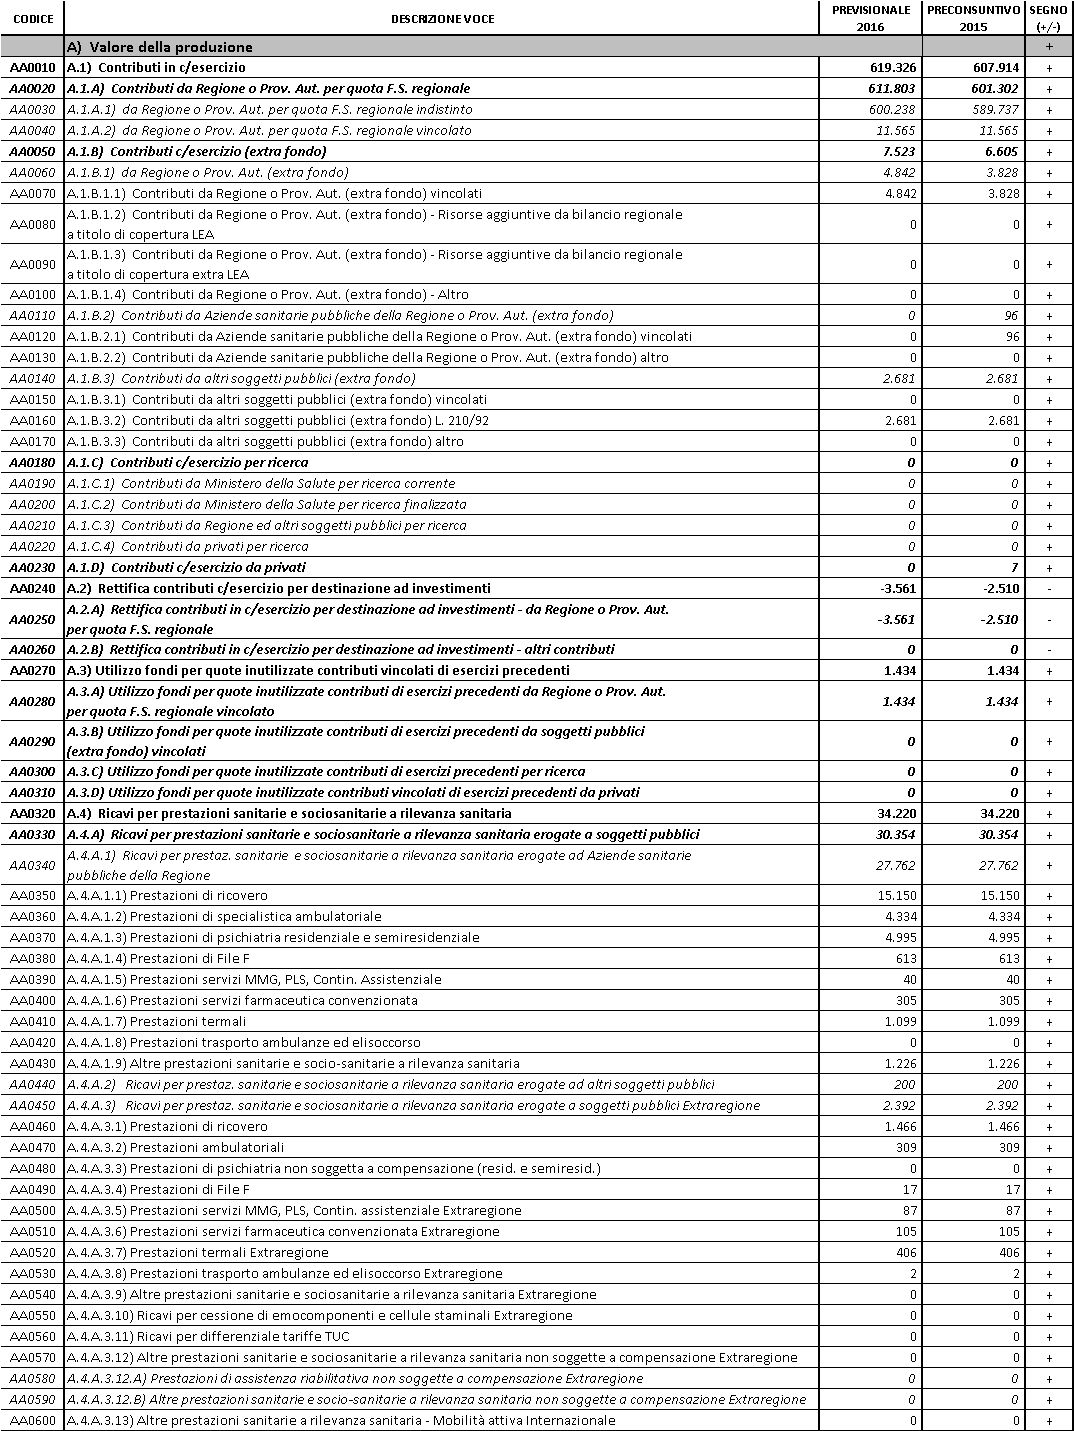 CODICE DESCRIZIONE VOCE PREVISIONALE 2016 PRECONSUNTIVO 2015 SEGNO (+/-)
A) Valore della produzione +
AA0010 A.1) Contributi in c/esercizio 619.326 607.914 +
AA0020 A.1.A) Contributi da Regione o Prov. Aut. per quota F.S. regionale 611.803 601.302 +
AA0030 A.1.A.1) da Regione o Prov. Aut. per quota F.S. regionale indistinto 600.238 589.737 +
AA0040 A.1.A.2) da Regione o Prov. Aut. per quota F.S. regionale vincolato 11.565 11.565 +
AA0050 A.1.B) Contributi c/esercizio (extra fondo) 7.523 6.605 +
AA0060 A.1.B.1) da Regione o Prov. Aut. (extra fondo) 4.842 3.828 +
AA0070 A.1.B.1.1) Contributi da Regione o Prov. Aut. (extra fondo) vincolati 4.842 3.828 +
AA0080 A.1.B.1.2) Contributi da Regione o Prov. Aut. (extra fondo) - Risorse aggiuntive da bilancio regionale
a titolo di copertura LEA 0 0 +
AA0090 A.1.B.1.3) Contributi da Regione o Prov. Aut. (extra fondo) - Risorse aggiuntive da bilancio regionale
a titolo di copertura extra LEA 0 0 +
AA0100 A.1.B.1.4) Contributi da Regione o Prov. Aut. (extra fondo) - Altro 0 0 +
AA0110 A.1.B.2) Contributi da Aziende sanitarie pubbliche della Regione o Prov. Aut. (extra fondo) 0 96 +
AA0120 A.1.B.2.1) Contributi da Aziende sanitarie pubbliche della Regione o Prov. Aut. (extra fondo) vincolati 0 96 +
AA0130 A.1.B.2.2) Contributi da Aziende sanitarie pubbliche della Regione o Prov. Aut. (extra fondo) altro 0 0 +
AA0140 A.1.B.3) Contributi da altri soggetti pubblici (extra fondo) 2.681 2.681 +
AA0150 A.1.B.3.1) Contributi da altri soggetti pubblici (extra fondo) vincolati 0 0 +
AA0160 A.1.B.3.2) Contributi da altri soggetti pubblici (extra fondo) L. 210/92 2.681 2.681 +
AA0170 A.1.B.3.3) Contributi da altri soggetti pubblici (extra fondo) altro 0 0 +
AA0180 A.1.C) Contributi c/esercizio per ricerca 0 0 +
AA0190 A.1.C.1) Contributi da Ministero della Salute per ricerca corrente 0 0 +
AA0200 A.1.C.2) Contributi da Ministero della Salute per ricerca finalizzata 0 0 +
AA0210 A.1.C.3) Contributi da Regione ed altri soggetti pubblici per ricerca 0 0 +
AA0220 A.1.C.4) Contributi da privati per ricerca 0 0 +
AA0230 A.1.D) Contributi c/esercizio da privati 0 7 +
AA0240 A.2) Rettifica contributi c/esercizio per destinazione ad investimenti -3.561 -2.510 -
AA0250 A.2.A) Rettifica contributi in c/esercizio per destinazione ad investimenti - da Regione o Prov. Aut.
per quota F.S. regionale -3.561 -2.510 -
AA0260 A.2.B) Rettifica contributi in c/esercizio per destinazione ad investimenti - altri contributi 0 0 -
AA0270 A.3) Utilizzo fondi per quote inutilizzate contributi vincolati di esercizi precedenti 1.434 1.434 +
AA0280 A.3.A) Utilizzo fondi per quote inutilizzate contributi di esercizi precedenti da Regione o Prov. Aut.
per quota F.S. regionale vincolato 1.434 1.434 +
AA0290 A.3.B) Utilizzo fondi per quote inutilizzate contributi di esercizi precedenti da soggetti pubblici
(extra fondo) vincolati 0 0 +
AA0300 A.3.C) Utilizzo fondi per quote inutilizzate contributi di esercizi precedenti per ricerca 0 0 +
AA0310 A.3.D) Utilizzo fondi per quote inutilizzate contributi vincolati di esercizi precedenti da privati 0 0 +
AA0320 A.4) Ricavi per prestazioni sanitarie e sociosanitarie a rilevanza sanitaria 34.220 34.220 +
AA0330 A.4.A) Ricavi per prestazioni sanitarie e sociosanitarie a rilevanza sanitaria erogate a soggetti pubblici 30.354 30.354 +
AA0340 A.4.A.1) Ricavi per prestaz. sanitarie e sociosanitarie a rilevanza sanitaria erogate ad Aziende sanitarie
pubbliche della Regione 27.762 27.762 +
AA0350 A.4.A.1.1) Prestazioni di ricovero 15.150 15.150 +
AA0360 A.4.A.1.2) Prestazioni di specialistica ambulatoriale 4.334 4.334 +
AA0370 A.4.A.1.3) Prestazioni di psichiatria residenziale e semiresidenziale 4.995 4.995 +
AA0380 A.4.A.1.4) Prestazioni di File F 613 613 +
AA0390 A.4.A.1.5) Prestazioni servizi MMG, PLS, Contin. Assistenziale 40 40 +
AA0400 A.4.A.1.6) Prestazioni servizi farmaceutica convenzionata 305 305 +
AA0410 A.4.A.1.7) Prestazioni termali 1.099 1.099 +
AA0420 A.4.A.1.8) Prestazioni trasporto ambulanze ed elisoccorso 0 0 +
AA0430 A.4.A.1.9) Altre prestazioni sanitarie e socio-sanitarie a rilevanza sanitaria 1.226 1.226 +
AA0440 A.4.A.2) Ricavi per prestaz. sanitarie e sociosanitarie a rilevanza sanitaria erogate ad altri soggetti pubblici 200 200 +
AA0450 A.4.A.3) Ricavi per prestaz. sanitarie e sociosanitarie a rilevanza sanitaria erogate a soggetti pubblici Extraregione 2.392 2.392 +
AA0460 A.4.A.3.1) Prestazioni di ricovero 1.466 1.466 +
AA0470 A.4.A.3.2) Prestazioni ambulatoriali 309 309 +
AA0480 A.4.A.3.3) Prestazioni di psichiatria non soggetta a compensazione (resid. e semiresid.) 0 0 +
AA0490 A.4.A.3.4) Prestazioni di File F 17 17 +
AA0500 A.4.A.3.5) Prestazioni servizi MMG, PLS, Contin. assistenziale Extraregione 87 87 +
AA0510 A.4.A.3.6) Prestazioni servizi farmaceutica convenzionata Extraregione 105 105 +
AA0520 A.4.A.3.7) Prestazioni termali Extraregione 406 406 +
AA0530 A.4.A.3.8) Prestazioni trasporto ambulanze ed elisoccorso Extraregione 2 2 +
AA0540 A.4.A.3.9) Altre prestazioni sanitarie e sociosanitarie a rilevanza sanitaria Extraregione 0 0 +
AA0550 A.4.A.3.10) Ricavi per cessione di emocomponenti e cellule staminali Extraregione 0 0 +
AA0560 A.4.A.3.11) Ricavi per differenziale tariffe TUC 0 0 +
AA0570 A.4.A.3.12) Altre prestazioni sanitarie e sociosanitarie a rilevanza sanitaria non soggette a compensazione Extraregione 0 0 +
AA0580 A.4.A.3.12.A) Prestazioni di assistenza riabilitativa non soggette a compensazione Extraregione 0 0 +
AA0590 A.4.A.3.12.B) Altre prestazioni sanitarie e socio-sanitarie a rilevanza sanitaria non soggette a compensazione Extraregione 0 0 +
AA0600 A.4.A.3.13) Altre prestazioni sanitarie a rilevanza sanitaria - Mobilità attiva Internazionale 0 0 +